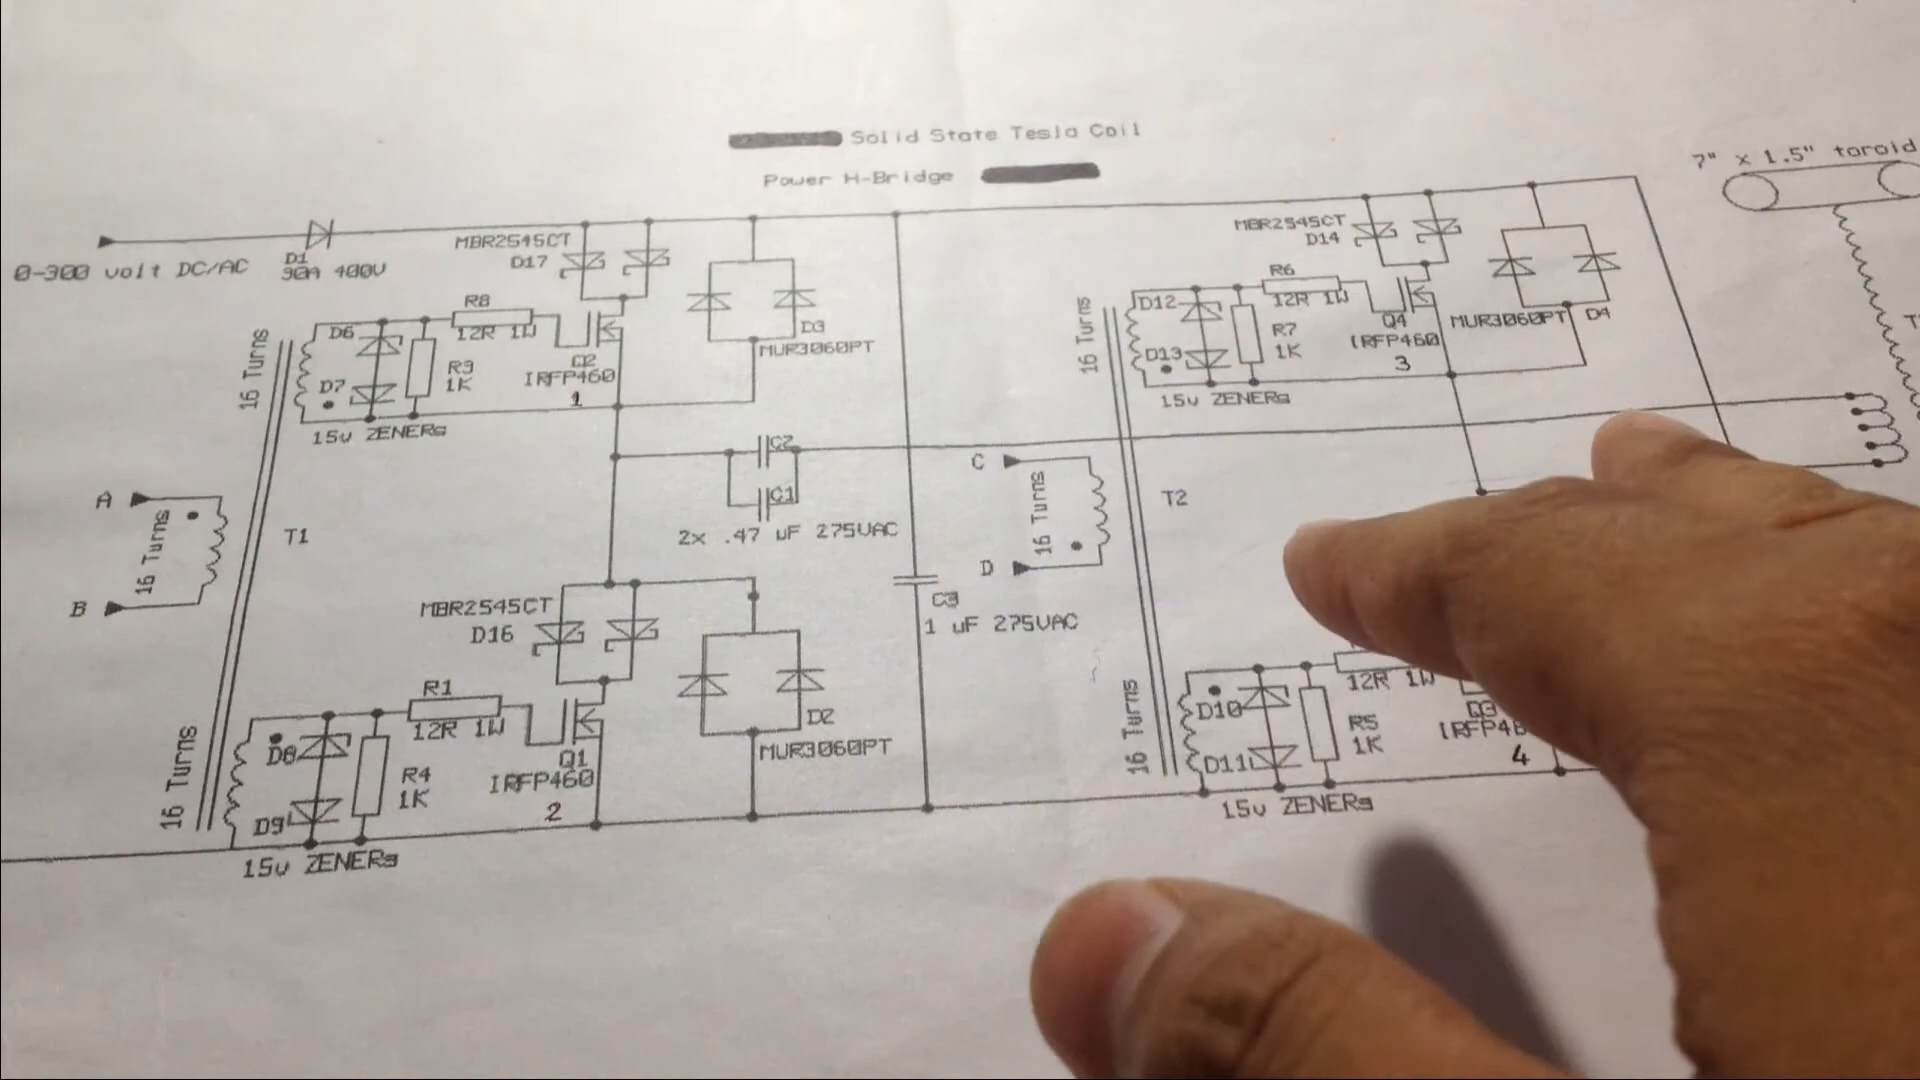 Solid State Tesla Coil
Power H-Bridge
7" x 1.5" toroid
0-300 volt DC/AC
D1
30A 400V
MBR2545CT
D17
D3
MUR3060PT
16 Turns
D6
D7
R8
12R 1W
R3
1K
Q2
IRFP460
1
15v ZENERs
A
B
16 Turns
T1
C2
C1
2x .47 uF 275VAC
MBR2545CT
D16
D2
MUR3060PT
16 Turns
D8
D9
R1
12R 1W
R4
1K
Q1
IRFP460
2
15v ZENERs
C3
1 uF 275VAC
MBR2545CT
D14
16 Turns
D12
D13
R6
12R 1W
R7
1K
Q4
IRFP460
3
MUR3060PT
D4
15v ZENERs
C
D
16 Turns
T2
16 Turns
D10
D11
12R 1W
R5
1K
Q3
4
15v ZENERs